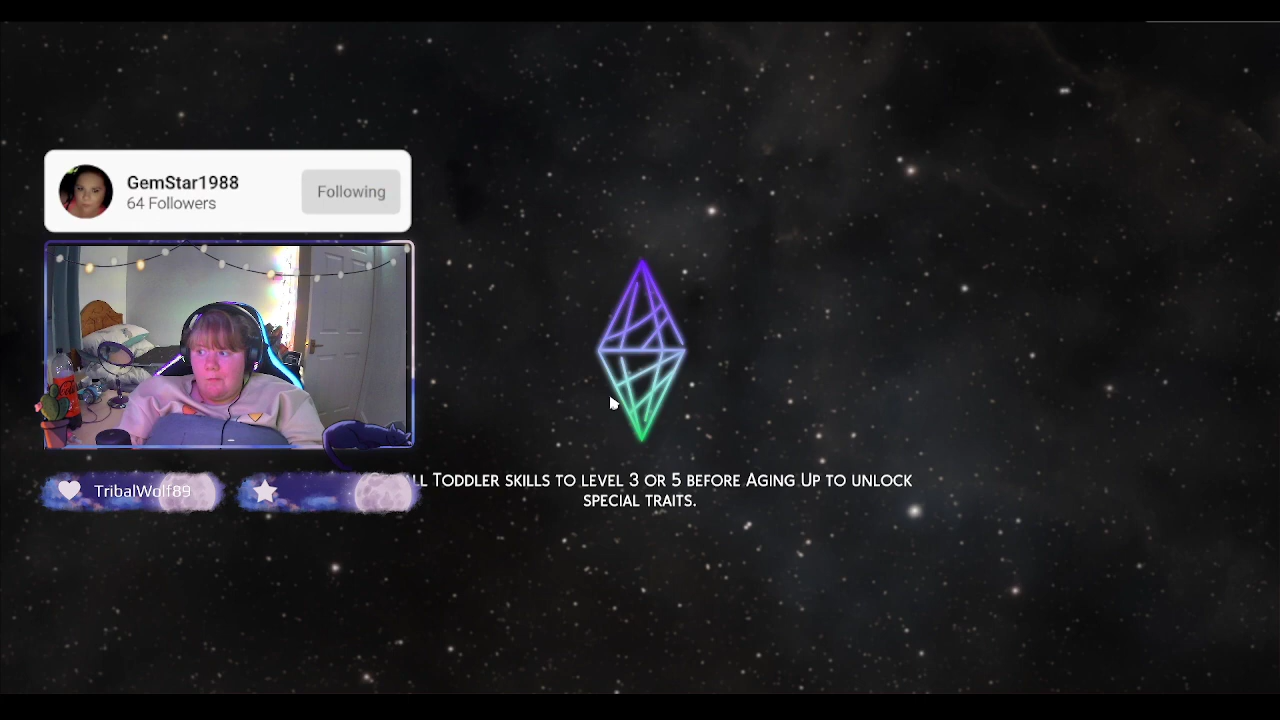 GemStar1988
64 Followers
Following
TribalWolf89
TODDLER SKILLS TO LEVEL 3 OR 5 BEFORE AGING UP TO UNLOCK
SPECIAL TRAITS.